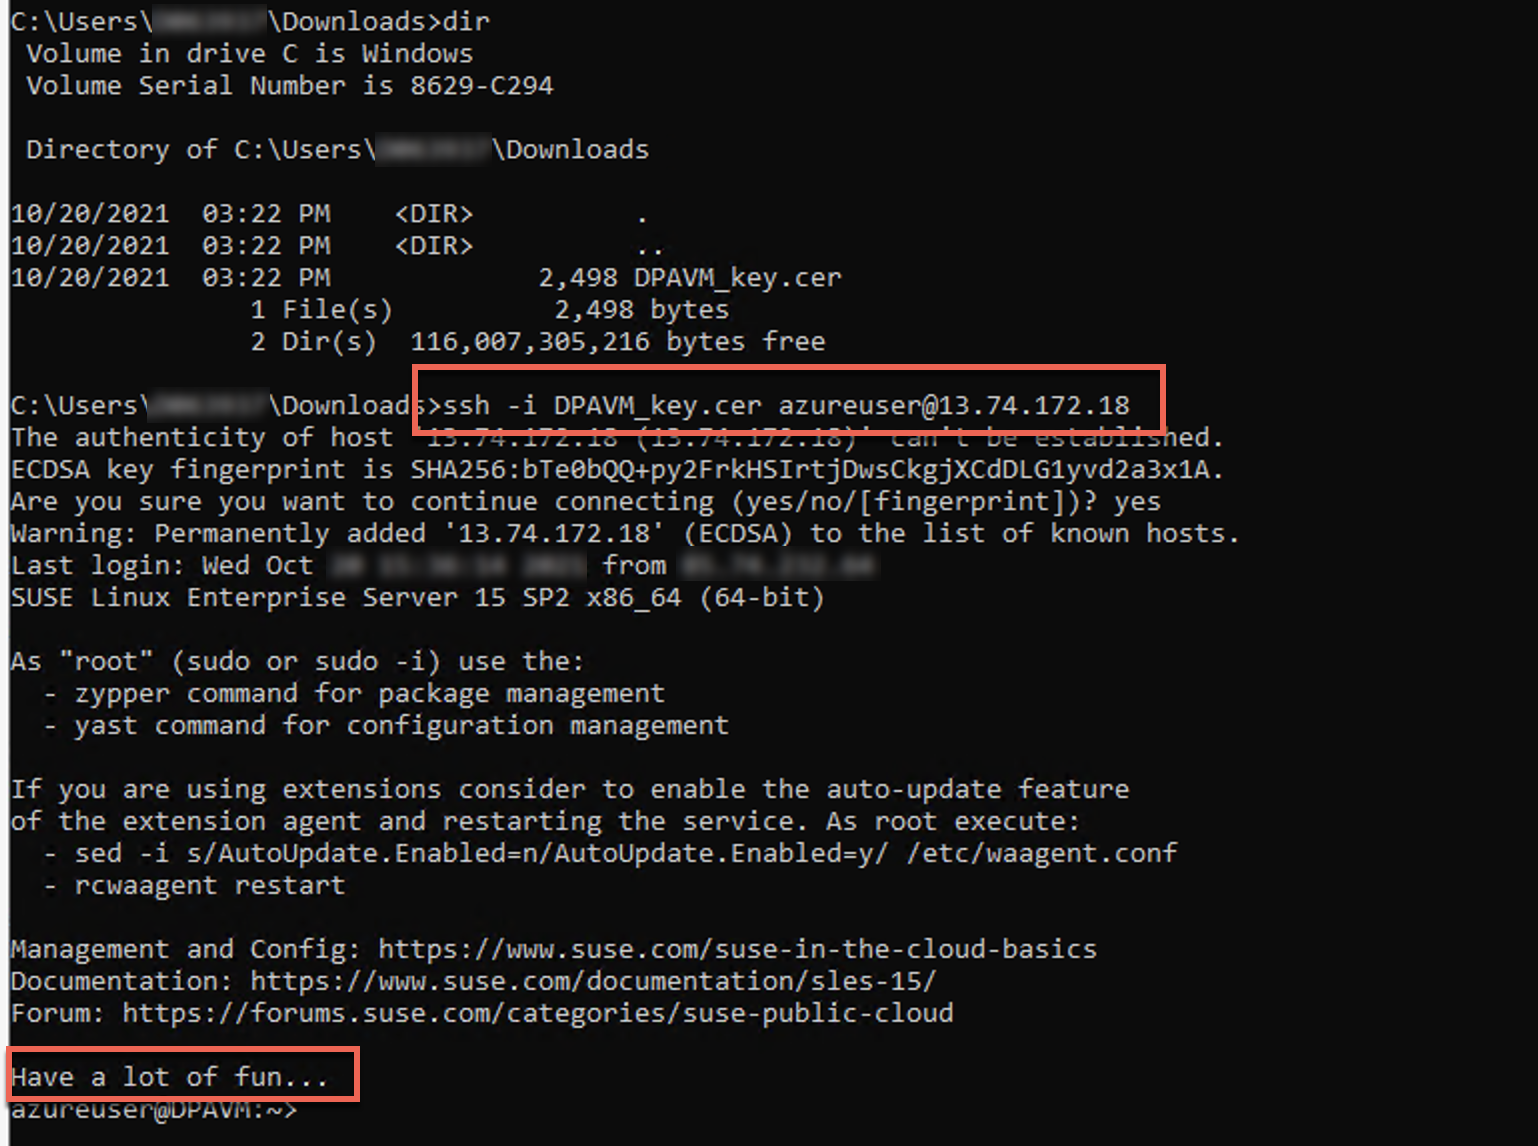 C:\Users\ \Downloads>dir
Volume in drive C is Windows
Volume Serial Number is 8629-C294
Directory of C:\Users\ \Downloads
10/20/2021 03:22 PM <DIR> .
10/20/2021 03:22 PM <DIR> ..
10/20/2021 03:22 PM 2,498 DPAVM_key.cer
1 File(s) 2,498 bytes
2 Dir(s) 116,007,305,216 bytes free
C:\Users\ \Downloads>ssh -i DPAVM_key.cer azureuser@13.74.172.18
The authenticity of host '13.74.172.18 (13.74.172.18)' can't be established.
ECDSA key fingerprint is SHA256:bTe0bQQ+py2FrkHSIrtjDwsCkgjXCdDLG1yvd2a3x1A.
Are you sure you want to continue connecting (yes/no/[fingerprint])? yes
Warning: Permanently added '13.74.172.18' (ECDSA) to the list of known hosts.
Last login: Wed Oct from
SUSE Linux Enterprise Server 15 SP2 x86_64 (64-bit)
As "root" (sudo or sudo -i) use the:
- zypper command for package management
- yast command for configuration management
If you are using extensions consider to enable the auto-update feature
of the extension agent and restarting the service. As root execute:
- sed -i s/AutoUpdate.Enabled=n/AutoUpdate.Enabled=y/ /etc/waagent.conf
- rcwaagent restart
Management and Config: https://www.suse.com/suse-in-the-cloud-basics
Documentation: https://www.suse.com/documentation/sles-15/
Forum: https://forums.suse.com/categories/suse-public-cloud
Have a lot of fun...
azureuser@DPAVM:~>